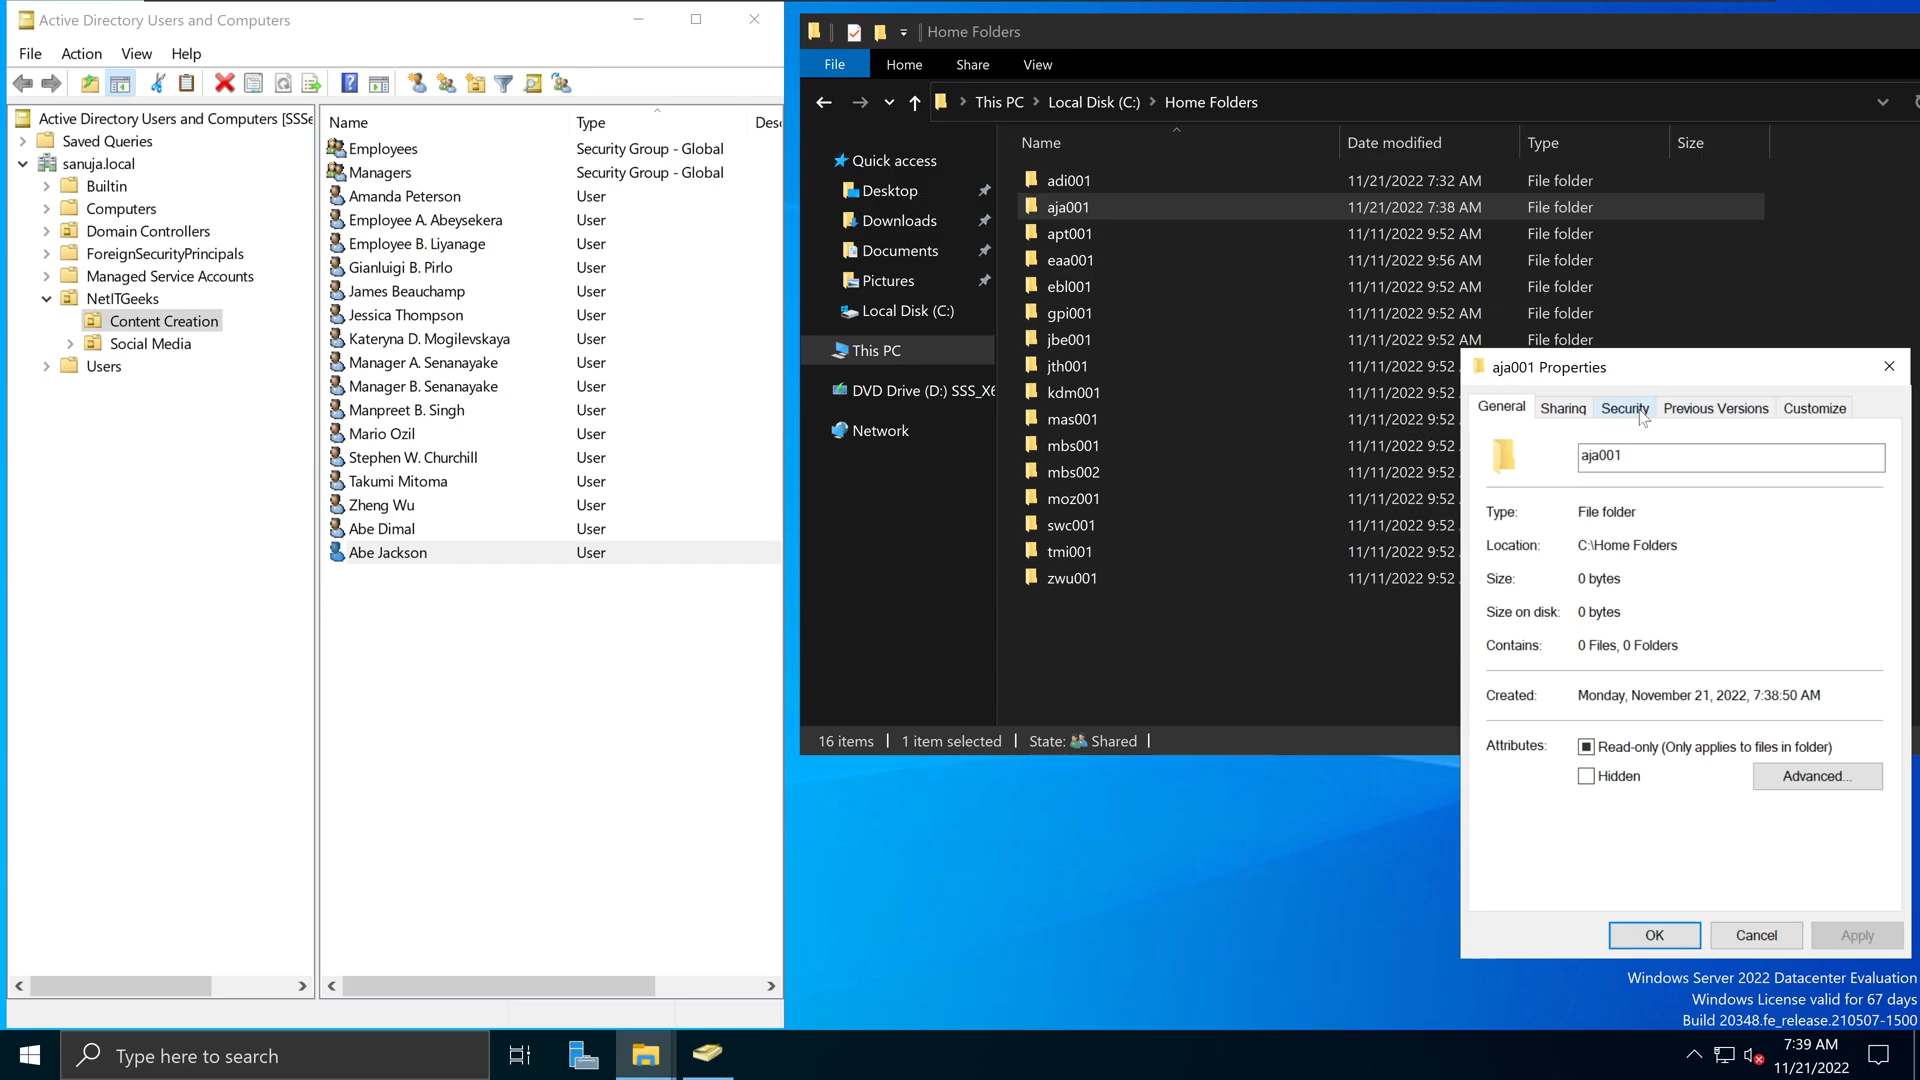 Active Directory Users and Computers
File Action View Help
Active Directory Users and Computers [SSSe
Saved Queries
sanuja.local
Builtin
Computers
Domain Controllers
ForeignSecurityPrincipals
Managed Service Accounts
NetITGeeks
Content Creation
Social Media
Users
Name Type Desc
Employees Security Group - Global
Managers Security Group - Global
Amanda Peterson User
Employee A. Abeysekera User
Employee B. Liyanage User
Gianluigi B. Pirlo User
James Beauchamp User
Jessica Thompson User
Kateryna D. Mogilevskaya User
Manager A. Senanayake User
Manager B. Senanayake User
Manpreet B. Singh User
Mario Ozil User
Stephen W. Churchill User
Takumi Mitoma User
Zheng Wu User
Abe Dimal User
Abe Jackson User
Home Folders
File Home Share View
This PC Local Disk (C:) Home Folders
Quick access
Desktop
Downloads
Documents
Pictures
Local Disk (C:)
This PC
DVD Drive (D:) SSS_X6
Network
Name Date modified Type Size
adi001 11/21/2022 7:32 AM File folder
aja001 11/21/2022 7:38 AM File folder
apt001 11/11/2022 9:52 AM File folder
eaa001 11/11/2022 9:56 AM File folder
ebl001 11/11/2022 9:52 AM File folder
gpi001 11/11/2022 9:52 AM File folder
jbe001 11/11/2022 9:52 AM File folder
jth001 11/11/2022 9:52
kdm001 11/11/2022 9:52
mas001 11/11/2022 9:52
mbs001 11/11/2022 9:52
mbs002 11/11/2022 9:52
moz001 11/11/2022 9:52
swc001 11/11/2022 9:52
tmi001 11/11/2022 9:52
zwu001 11/11/2022 9:52
16 items 1 item selected State: Shared
aja001 Properties
General Sharing Security Previous Versions Customize
aja001
Type: File folder
Location: C:\Home Folders
Size: 0 bytes
Size on disk: 0 bytes
Contains: 0 Files, 0 Folders
Created: Monday, November 21, 2022, 7:38:50 AM
Attributes: Read-only (Only applies to files in folder)
Hidden Advanced...
OK Cancel Apply
Windows Server 2022 Datacenter Evaluation
Windows License valid for 67 days
Build 20348.fe_release.210507-1500
Type here to search
7:39 AM
11/21/2022